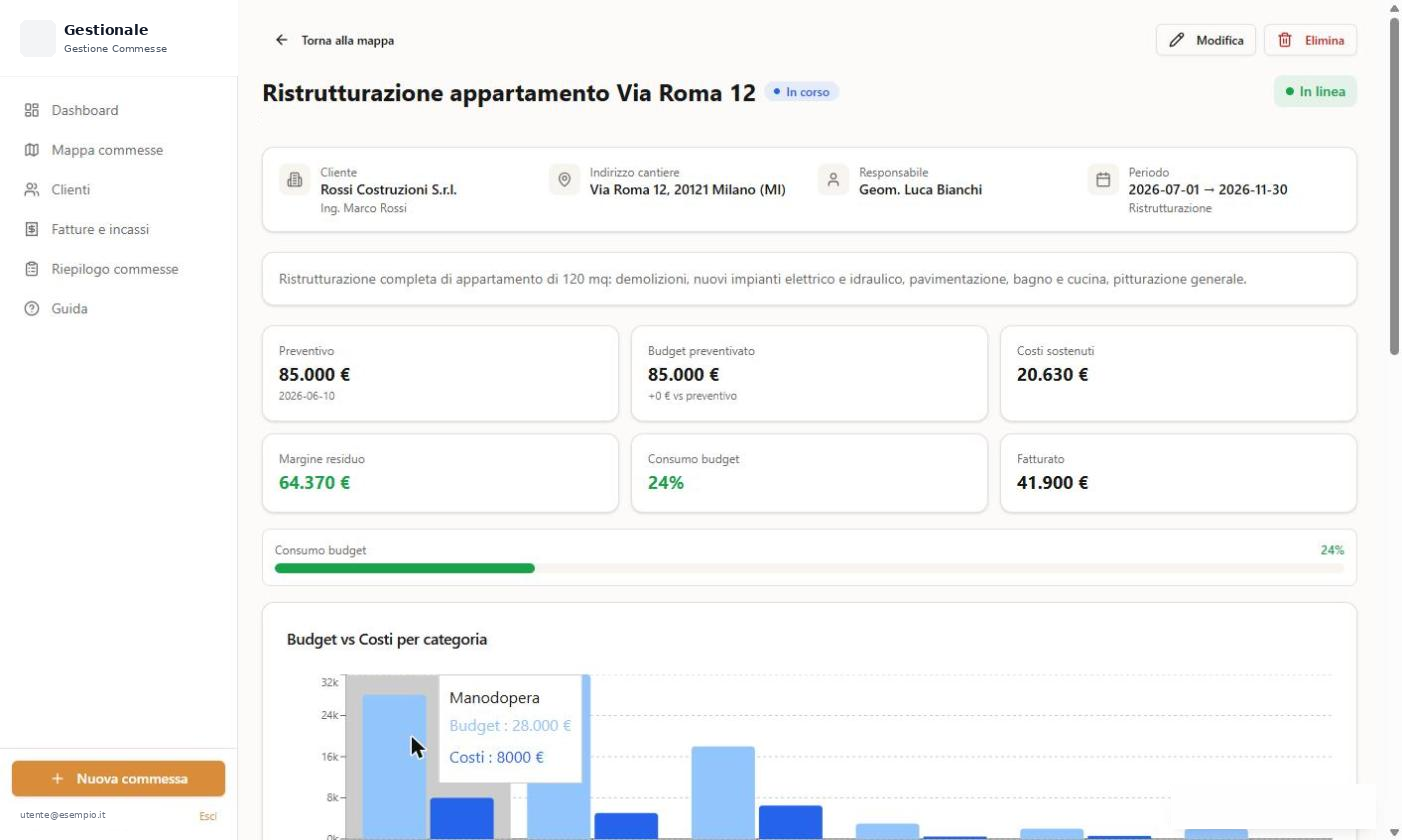 Gestionale
Gestione Commesse
Dashboard
Mappa commesse
Clienti
Fatture e incassi
Riepilogo commesse
Guida
Nuova commessa
utente@esempio.it
Esci
Torna alla mappa
Modifica
Elimina
Ristrutturazione appartamento Via Roma 12
In corso
In linea
Cliente
Rossi Costruzioni S.r.l.
Ing. Marco Rossi
Indirizzo cantiere
Via Roma 12, 20121 Milano (MI)
Responsabile
Geom. Luca Bianchi
Periodo
2026-07-01 → 2026-11-30
Ristrutturazione
Ristrutturazione completa di appartamento di 120 mq: demolizioni, nuovi impianti elettrico e idraulico, pavimentazione, bagno e cucina, pitturazione generale.
Preventivo
85.000 €
2026-06-10
Budget preventivato
85.000 €
+0 € vs preventivo
Costi sostenuti
20.630 €
Margine residuo
64.370 €
Consumo budget
24%
Fatturato
41.900 €
Consumo budget
24%
Budget vs Costi per categoria
32k
24k
16k
8k
0k
Manodopera
Budget : 28.000 €
Costi : 8000 €